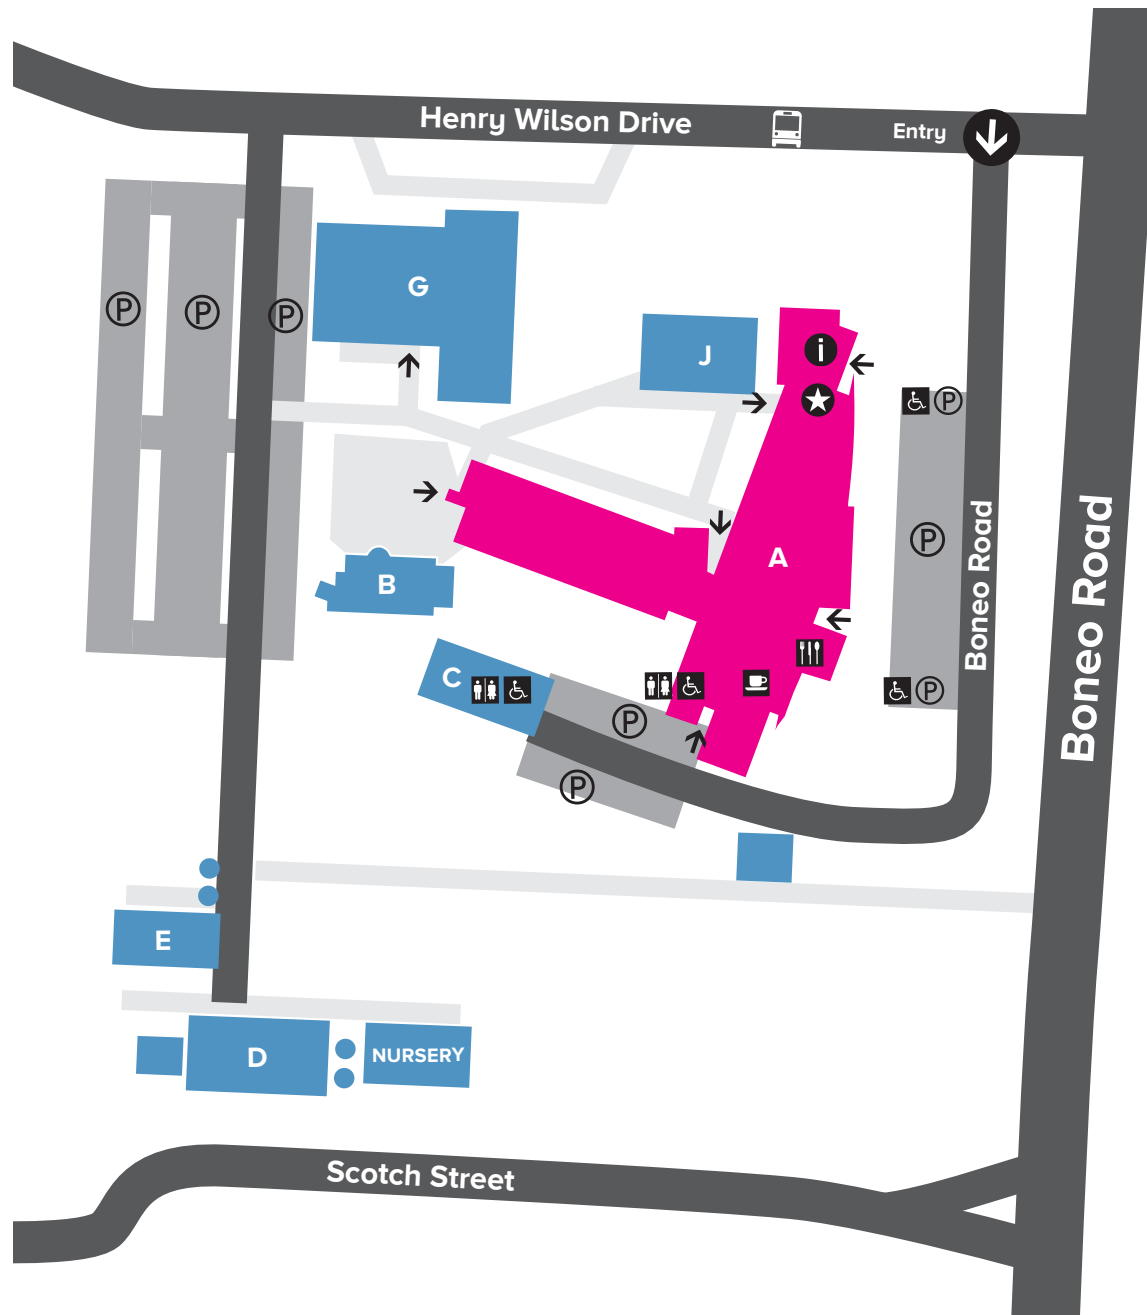 Henry Wilson Drive
Entry
G
P
P
P
J
i
P
P
A
Boneo Road
Boneo Road
B
C
P
P
P
E
D
NURSERY
Scotch Street